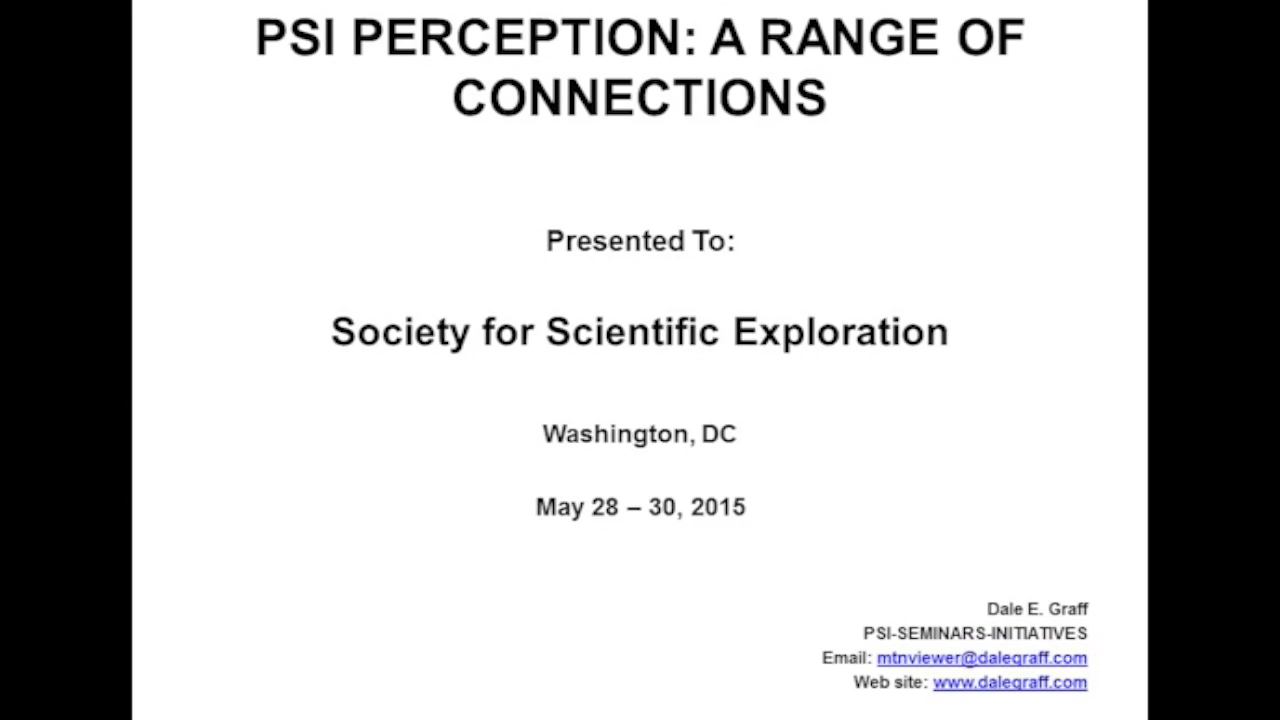 PSI PERCEPTION: A RANGE OF
CONNECTIONS
Presented To:
Society for Scientific Exploration
Washington, DC
May 28 – 30, 2015
Dale E. Graff
PSI-SEMINARS-INITIATIVES
Email: mtnviewer@dalegraff.com
Web site: www.dalegraff.com